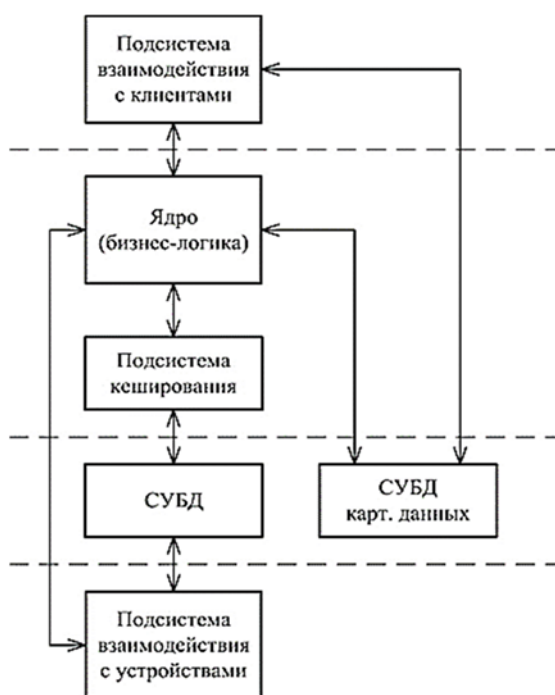 Подсистема
взаимодействия
с клиентами
Ядро
(бизнес-логика)
Подсистема
кеширования
СУБД
СУБД
карт. данных
Подсистема
взаимодействия
с устройствами